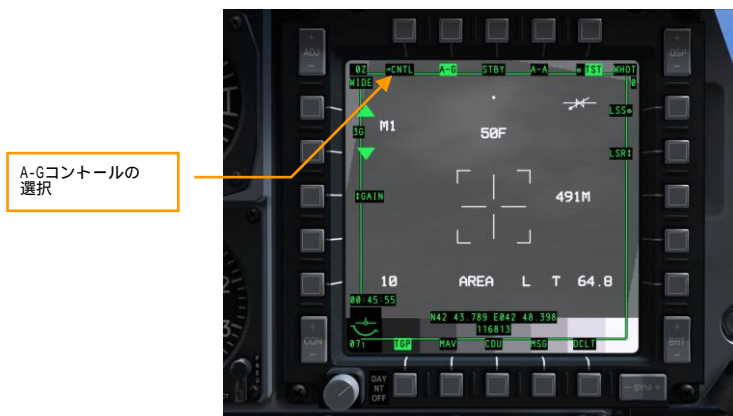 A-Gコントールの
選択
ADJ
DSP
0Z →CNTL A-G STBY A-A TST WHOT
WIDE 0
LSS
M1 50F
3G
LSR↕
↕GAIN 491M
10 AREA L T 64.8
00:45:55
N42 43.789 E042 48.398
116813
TGP MAV CDU MSG DCLT
CON
BRT
DAY
NT
OFF
- SYM +